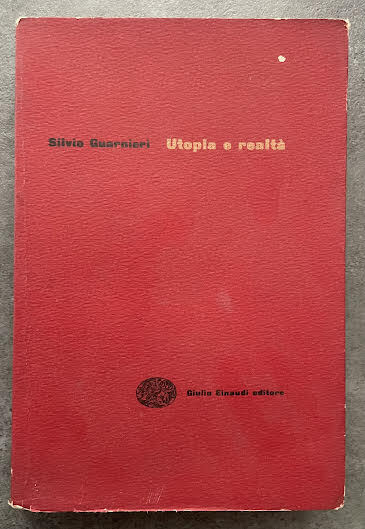 Silvio Guarnieri Utopia e realtà
Giulio Einaudi editore